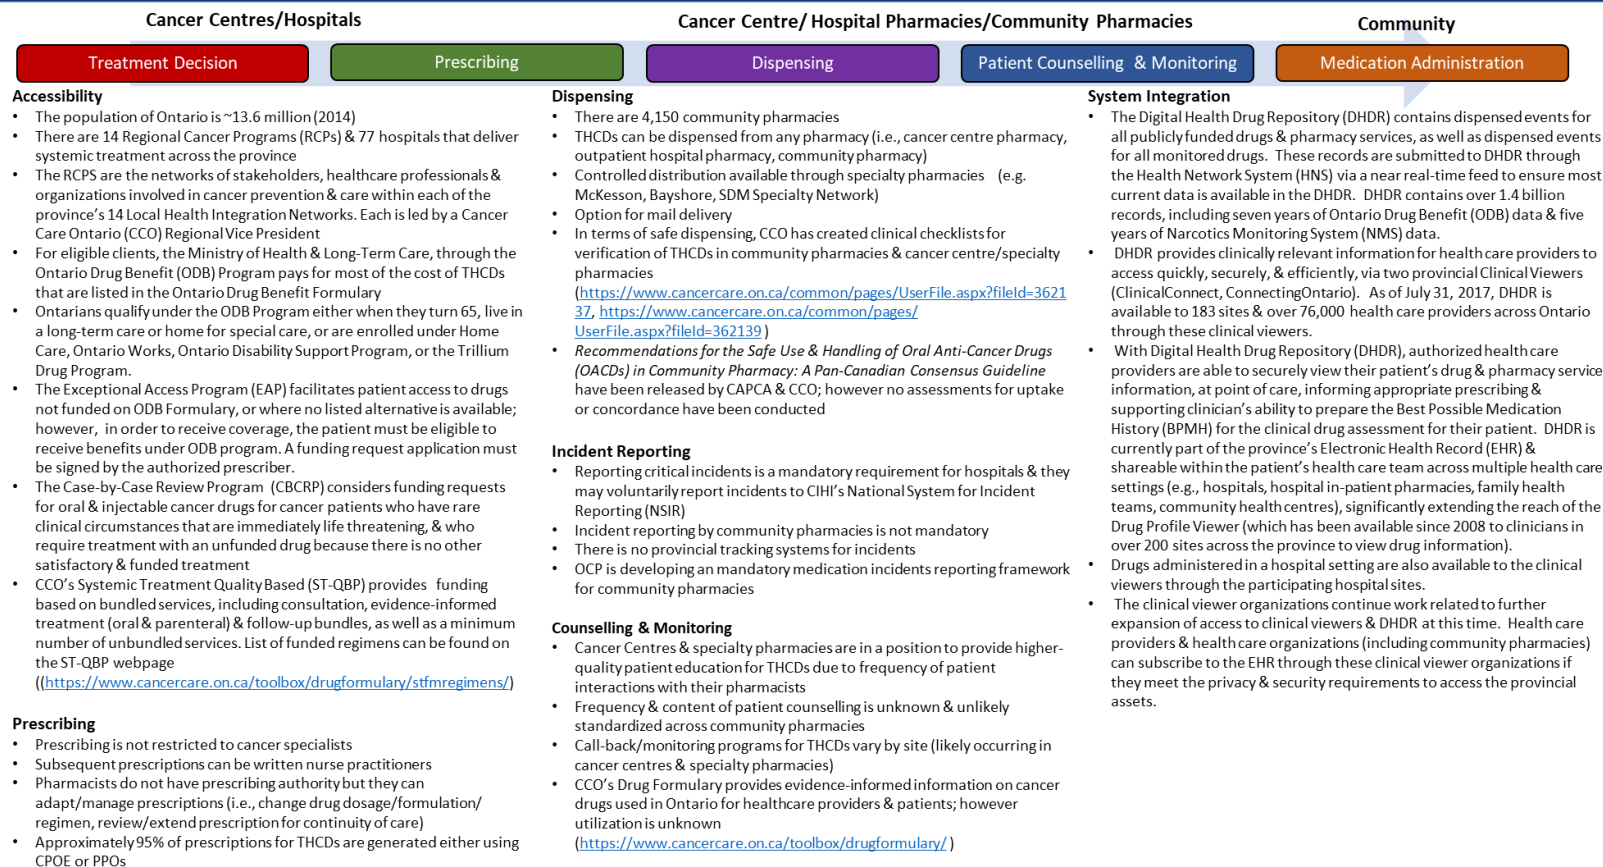 Cancer Centres/Hospitals
Cancer Centre/ Hospital Pharmacies/Community Pharmacies
Community
Treatment Decision
Prescribing
Dispensing
Patient Counselling & Monitoring
Medication Administration
Accessibility
• The population of Ontario is ~13.6 million (2014)
• There are 14 Regional Cancer Programs (RCPs) & 77 hospitals that deliver
systemic treatment across the province
• The RCPS are the networks of stakeholders, healthcare professionals &
organizations involved in cancer prevention & care within each of the
province's 14 Local Health Integration Networks. Each is led by a Cancer
Care Ontario (CCO) Regional Vice President
• For eligible clients, the Ministry of Health & Long-Term Care, through the
Ontario Drug Benefit (ODB) Program pays for most of the cost of THCDs
that are listed in the Ontario Drug Benefit Formulary
• Ontarians qualify under the ODB Program either when they turn 65, live in
a long-term care or home for special care, or are enrolled under Home
Care, Ontario Works, Ontario Disability Support Program, or the Trillium
Drug Program.
• The Exceptional Access Program (EAP) facilitates patient access to drugs
not funded on ODB Formulary, or where no listed alternative is available;
however, in order to receive coverage, the patient must be eligible to
receive benefits under ODB program. A funding request application must
be signed by the authorized prescriber.
• The Case-by-Case Review Program (CBCRP) considers funding requests
for oral & injectable cancer drugs for cancer patients who have rare
clinical circumstances that are immediately life threatening, & who
require treatment with an unfunded drug because there is no other
satisfactory & funded treatment
• CCO's Systemic Treatment Quality Based (ST-QBP) provides funding
based on bundled services, including consultation, evidence-informed
treatment (oral & parenteral) & follow-up bundles, as well as a minimum
number of unbundled services. List of funded regimens can be found on
the ST-QBP webpage
((https://www.cancercare.on.ca/toolbox/drugformulary/stfmregimens/)
Prescribing
• Prescribing is not restricted to cancer specialists
• Subsequent prescriptions can be written nurse practitioners
• Pharmacists do not have prescribing authority but they can
adapt/manage prescriptions (i.e., change drug dosage/formulation/
regimen, review/extend prescription for continuity of care)
• Approximately 95% of prescriptions for THCDs are generated either using
CPOE or PPOs
Dispensing
• There are 4,150 community pharmacies
• THCDs can be dispensed from any pharmacy (i.e., cancer centre pharmacy,
outpatient hospital pharmacy, community pharmacy)
• Controlled distribution available through specialty pharmacies (e.g.
McKesson, Bayshore, SDM Specialty Network)
• Option for mail delivery
• In terms of safe dispensing, CCO has created clinical checklists for
verification of THCDs in community pharmacies & cancer centre/specialty
pharmacies
(https://www.cancercare.on.ca/common/pages/UserFile.aspx?fileId=3621
37, https://www.cancercare.on.ca/common/pages/
UserFile.aspx?fileId=362139 )
• Recommendations for the Safe Use & Handling of Oral Anti-Cancer Drugs
(OACDs) in Community Pharmacy: A Pan-Canadian Consensus Guideline
have been released by CAPCA & CCO; however no assessments for uptake
or concordance have been conducted
Incident Reporting
• Reporting critical incidents is a mandatory requirement for hospitals & they
may voluntarily report incidents to CIHI's National System for Incident
Reporting (NSIR)
• Incident reporting by community pharmacies is not mandatory
• There is no provincial tracking systems for incidents
• OCP is developing an mandatory medication incidents reporting framework
for community pharmacies
Counselling & Monitoring
• Cancer Centres & specialty pharmacies are in a position to provide higher-
quality patient education for THCDs due to frequency of patient
interactions with their pharmacists
• Frequency & content of patient counselling is unknown & unlikely
standardized across community pharmacies
• Call-back/monitoring programs for THCDs vary by site (likely occurring in
cancer centres & specialty pharmacies)
• CCO's Drug Formulary provides evidence-informed information on cancer
drugs used in Ontario for healthcare providers & patients; however
utilization is unknown
(https://www.cancercare.on.ca/toolbox/drugformulary/ )
System Integration
• The Digital Health Drug Repository (DHDR) contains dispensed events for
all publicly funded drugs & pharmacy services, as well as dispensed events
for all monitored drugs. These records are submitted to DHDR through
the Health Network System (HNS) via a near real-time feed to ensure most
current data is available in the DHDR. DHDR contains over 1.4 billion
records, including seven years of Ontario Drug Benefit (ODB) data & five
years of Narcotics Monitoring System (NMS) data.
• DHDR provides clinically relevant information for health care providers to
access quickly, securely, & efficiently, via two provincial Clinical Viewers
(ClinicalConnect, ConnectingOntario). As of July 31, 2017, DHDR is
available to 183 sites & over 76,000 health care providers across Ontario
through these clinical viewers.
• With Digital Health Drug Repository (DHDR), authorized health care
providers are able to securely view their patient's drug & pharmacy service
information, at point of care, informing appropriate prescribing &
supporting clinician's ability to prepare the Best Possible Medication
History (BPMH) for the clinical drug assessment for their patient. DHDR is
currently part of the province's Electronic Health Record (EHR) &
shareable within the patient's health care team across multiple health care
settings (e.g., hospitals, hospital in-patient pharmacies, family health
teams, community health centres), significantly extending the reach of the
Drug Profile Viewer (which has been available since 2008 to clinicians in
over 200 sites across the province to view drug information).
• Drugs administered in a hospital setting are also available to the clinical
viewers through the participating hospital sites.
• The clinical viewer organizations continue work related to further
expansion of access to clinical viewers & DHDR at this time. Health care
providers & health care organizations (including community pharmacies)
can subscribe to the EHR through these clinical viewer organizations if
they meet the privacy & security requirements to access the provincial
assets.